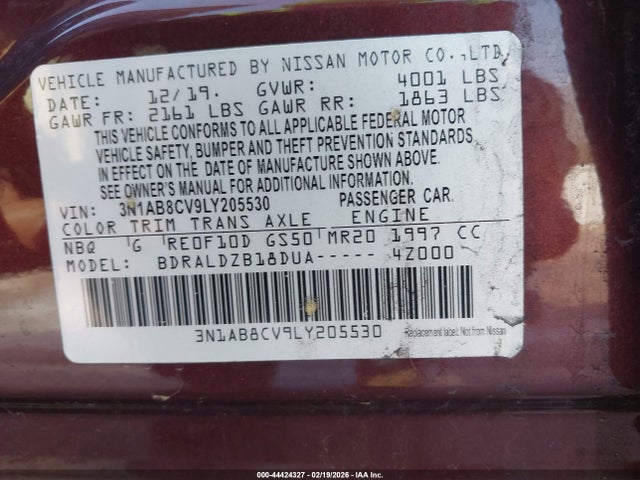 VEHICLE MANUFACTURED BY NISSAN MOTOR CO.,LTD.
DATE: 12/19. GVWR: 4001 LBS
GAWR FR: 2161 LBS GAWR RR: 1863 LBS
THIS VEHICLE CONFORMS TO ALL APPLICABLE FEDERAL MOTOR
VEHICLE SAFETY, BUMPER AND THEFT PREVENTION STANDARDS
IN EFFECT ON THE DATE OF MANUFACTURE SHOWN ABOVE.
SEE OWNER'S MANUAL FOR ADDITIONAL INFORMATION.
VIN: 3N1AB8CV9LY205530 PASSENGER CAR.
COLOR TRIM TRANS AXLE ENGINE
NBQ G RE0F10D GS50 MR20 1997 CC
MODEL: BDRALDZB18DUA----- 4Z000
3N1AB8CV9LY205530
Replacement label: Not from Nissan
000-44424327 - 02/19/2026 - IAA Inc.